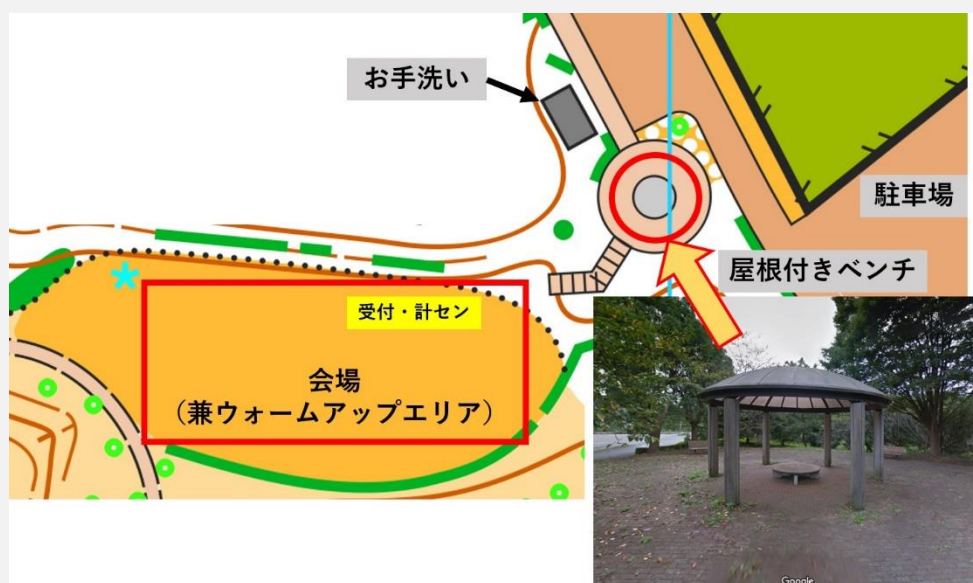 お手洗い
駐車場
屋根付きベンチ
受付・計セン
会場
（兼ウォームアップエリア）
Google